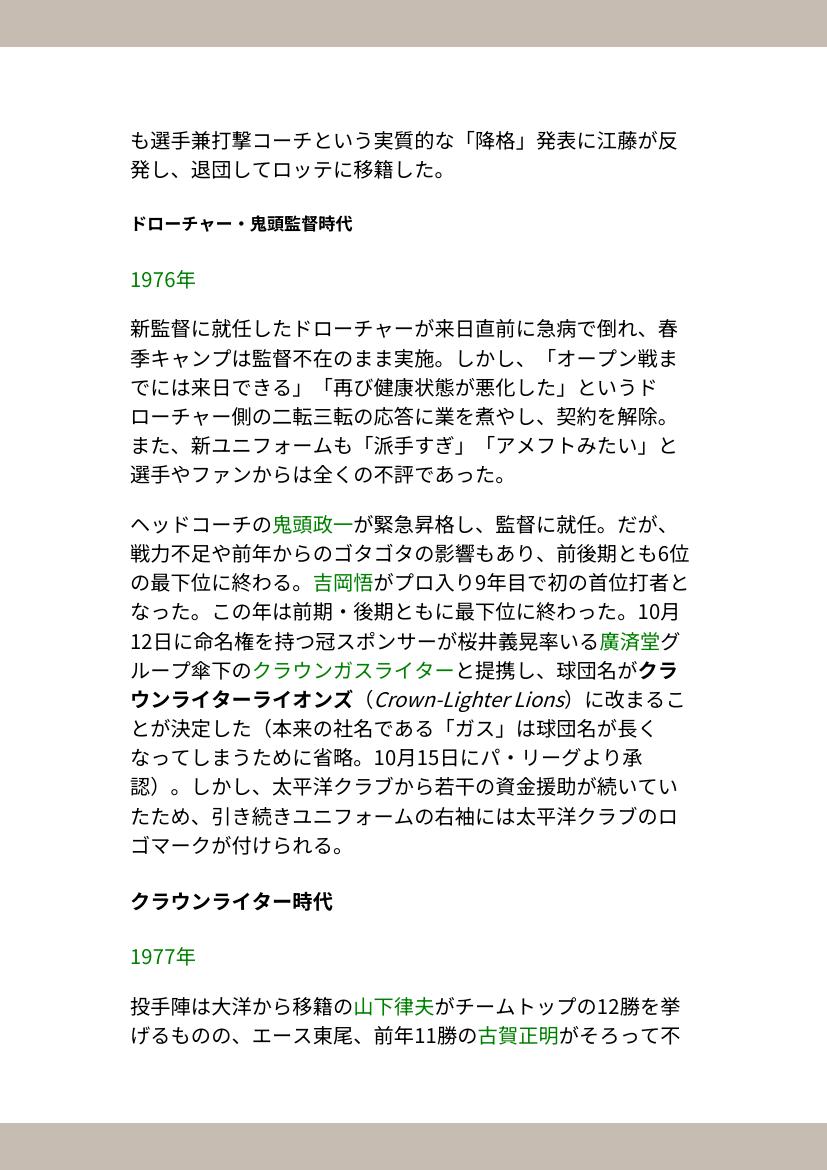 も選手兼打撃コーチという実質的な「降格」発表に江藤が反
発し、退団してロッテに移籍した。
ドローチャー・鬼頭監督時代
1976年
新監督に就任したドローチャーが来日直前に急病で倒れ、春
季キャンプは監督不在のまま実施。しかし、「オープン戦ま
でには来日できる」「再び健康状態が悪化した」というド
ローチャー側の二転三転の応答に業を煮やし、契約を解除。
また、新ユニフォームも「派手すぎ」「アメフトみたい」と
選手やファンからは全くの不評であった。
ヘッドコーチの鬼頭政一が緊急昇格し、監督に就任。だが、
戦力不足や前年からのゴタゴタの影響もあり、前後期とも6位
の最下位に終わる。吉岡悟がプロ入り9年目で初の首位打者と
なった。この年は前期・後期ともに最下位に終わった。10月
12日に命名権を持つ冠スポンサーが桜井義晃率いる廣済堂グ
ループ傘下のクラウンガスライターと提携し、球団名がクラ
ウンライターライオンズ（Crown-Lighter Lions）に改まるこ
とが決定した（本来の社名である「ガス」は球団名が長く
なってしまうために省略。10月15日にパ・リーグより承
認）。しかし、太平洋クラブから若干の資金援助が続いてい
たため、引き続きユニフォームの右袖には太平洋クラブのロ
ゴマークが付けられる。
クラウンライター時代
1977年
投手陣は大洋から移籍の山下律夫がチームトップの12勝を挙
げるものの、エース東尾、前年11勝の古賀正明がそろって不